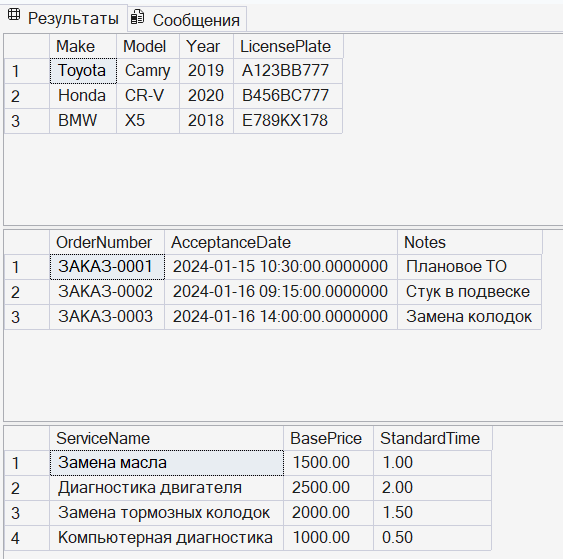 Результаты Сообщения
Make Model Year LicensePlate
1 Toyota Camry 2019 A123BB777
2 Honda CR-V 2020 B456BC777
3 BMW X5 2018 E789KX178
OrderNumber AcceptanceDate Notes
1 ЗАКАЗ-0001 2024-01-15 10:30:00.0000000 Плановое ТО
2 ЗАКАЗ-0002 2024-01-16 09:15:00.0000000 Стук в подвеске
3 ЗАКАЗ-0003 2024-01-16 14:00:00.0000000 Замена колодок
ServiceName BasePrice StandardTime
1 Замена масла 1500.00 1.00
2 Диагностика двигателя 2500.00 2.00
3 Замена тормозных колодок 2000.00 1.50
4 Компьютерная диагностика 1000.00 0.50